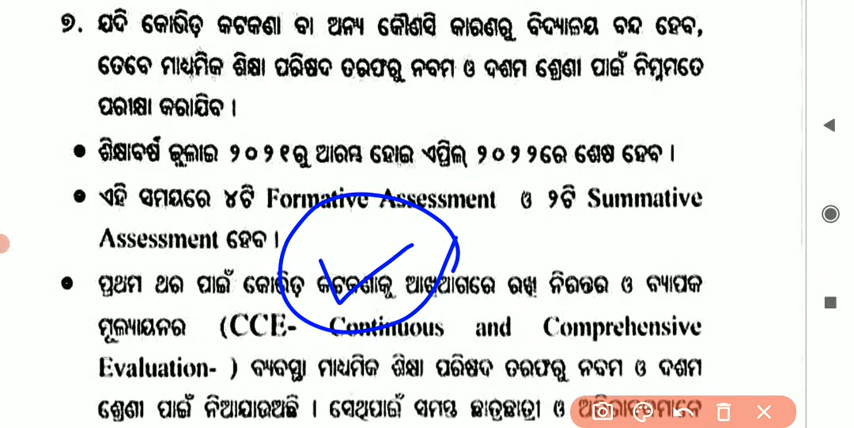 ୭. ଯଦି କୋଭିଡ଼ କଟକଣା ବା ଅନ୍ୟ କୌଣସି କାରଣରୁ ବିଦ୍ୟାଳୟ ବନ୍ଦ ହେବ,
ତେବେ ମାଧ୍ୟମିକ ଶିକ୍ଷା ପରିଷଦ ତରଫରୁ ନବମ ଓ ଦଶମ ଶ୍ରେଣୀ ପାଇଁ ନିମ୍ନମତେ
ପରୀକ୍ଷା କରାଯିବ ।
• ଶିକ୍ଷାବର୍ଷ ଜୁଲାଇ ୨୦୨୧ରୁ ଆରମ୍ଭ ହୋଇ ଏପ୍ରିଲ୍ ୨୦୨୨ରେ ଶେଷ ହେବ ।
• ଏହି ସମୟରେ ୪ଟି Formative Assessment ଓ ୨ଟି Summative
Assessment ହେବ ।
• ପ୍ରଥମ ଥର ପାଇଁ କୋଭିଡ଼ କଟକଣାକୁ ଆଖିଆଗରେ ରଖି ନିରନ୍ତର ଓ ବ୍ୟାପକ
ମୂଲ୍ୟାୟନର (CCE- Continuous and Comprehensive
Evaluation- ) ବ୍ୟବସ୍ଥା ମାଧ୍ୟମିକ ଶିକ୍ଷା ପରିଷଦ ତରଫରୁ ନବମ ଓ ଦଶମ
ଶ୍ରେଣୀ ପାଇଁ ନିଆଯାଉଅଛି । ସେଥିପାଇଁ ସମସ୍ତ ଛାତ୍ରଛାତ୍ରୀ ଓ